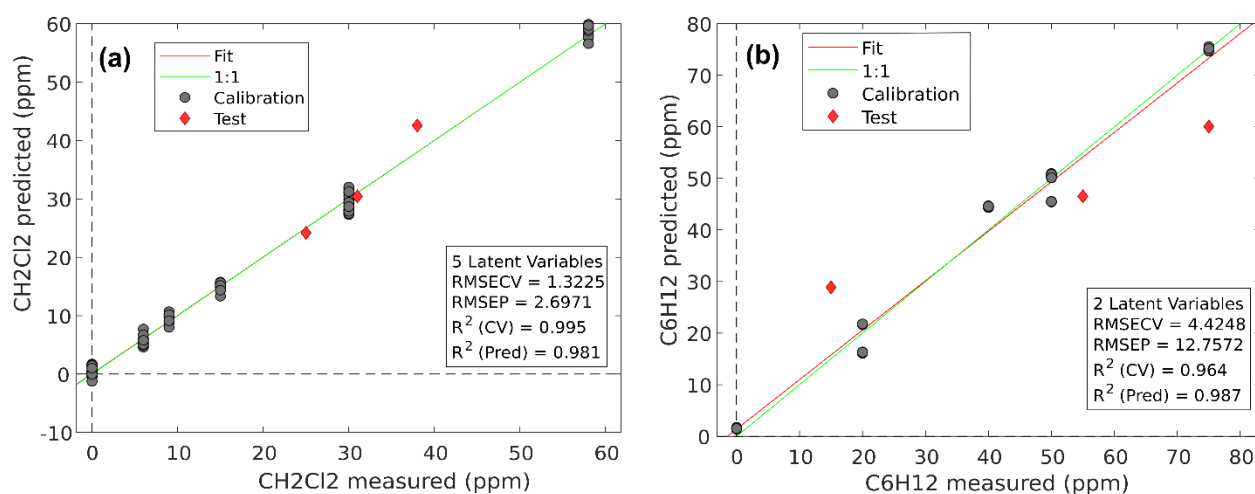 (a)
Fit
1:1
Calibration
Test
60
50
40
30
20
10
0
-10
CH2Cl2 predicted (ppm)
5 Latent Variables
RMSECV = 1.3225
RMSEP = 2.6971
R² (CV) = 0.995
R² (Pred) = 0.981
0 10 20 30 40 50 60
CH2Cl2 measured (ppm)
(b)
Fit
1:1
Calibration
Test
80
70
60
50
40
30
20
10
0
C6H12 predicted (ppm)
2 Latent Variables
RMSECV = 4.4248
RMSEP = 12.7572
R² (CV) = 0.964
R² (Pred) = 0.987
0 10 20 30 40 50 60 70 80
C6H12 measured (ppm)